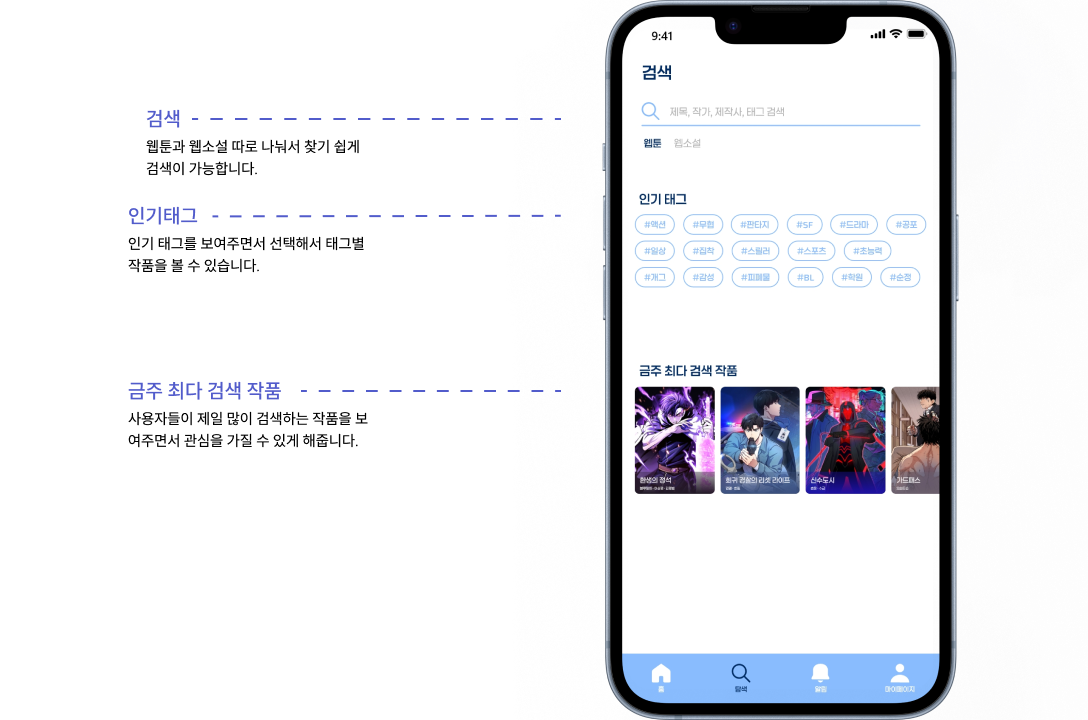 검색
웹툰과 웹소설 따로 나눠서 찾기 쉽게
검색이 가능합니다.
인기태그
인기 태그를 보여주면서 선택해서 태그별
작품을 볼 수 있습니다.
금주 최다 검색 작품
사용자들이 제일 많이 검색하는 작품을 보
여주면서 관심을 가질 수 있게 해줍니다.
9:41
검색
제목, 작가, 제작사, 태그 검색
웹툰 웹소설
인기 태그
#액션 #무협 #판타지 #SF #드라마 #공포
#일상 #집착 #스릴러 #스포츠 #초능력
#개그 #감성 #피폐물 #BL #학원 #순정
금주 최다 검색 작품
환생의 정석
회귀 경찰의 리셋 라이프
신수도시
가드패스
홈 탐색 알림 마이페이지